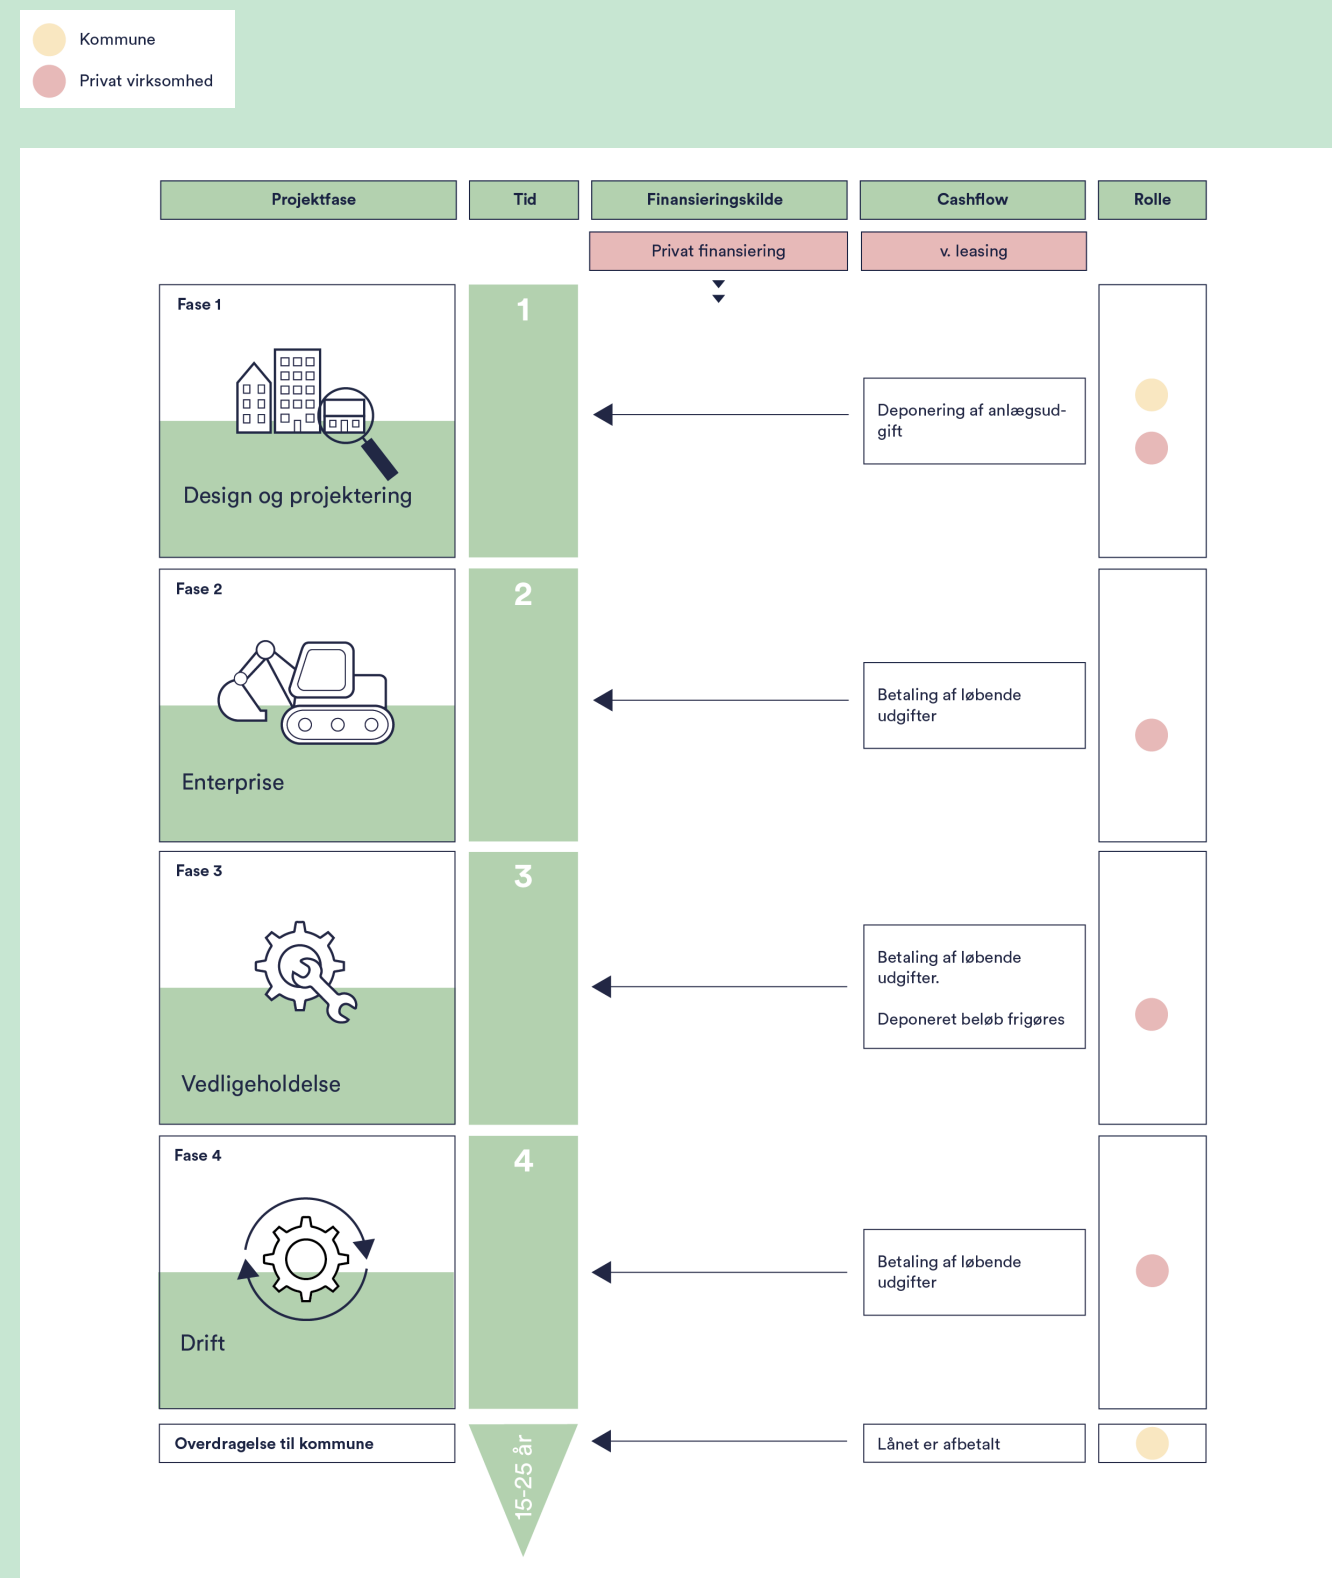 Kommune
Privat virksomhed
Projektfase
Tid
Finansieringskilde
Cashflow
Rolle
Privat finansiering
v. leasing
Fase 1
1
Deponering af anlægsud-
gift
Design og projektering
Fase 2
2
Betaling af løbende
udgifter
Enterprise
Fase 3
3
Betaling af løbende
udgifter.
Deponeret beløb frigøres
Vedligeholdelse
Fase 4
4
Betaling af løbende
udgifter
Drift
Overdragelse til kommune
15-25 år
Lånet er afbetalt